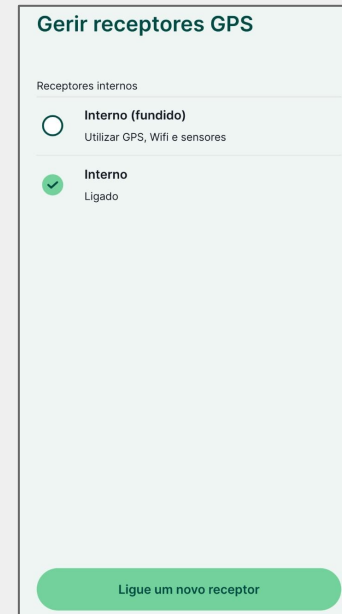 Gerir receptores GPS
Receptores internos
Interno (fundido)
Utilizar GPS, Wifi e sensores
Interno
Ligado
Ligue um novo receptor